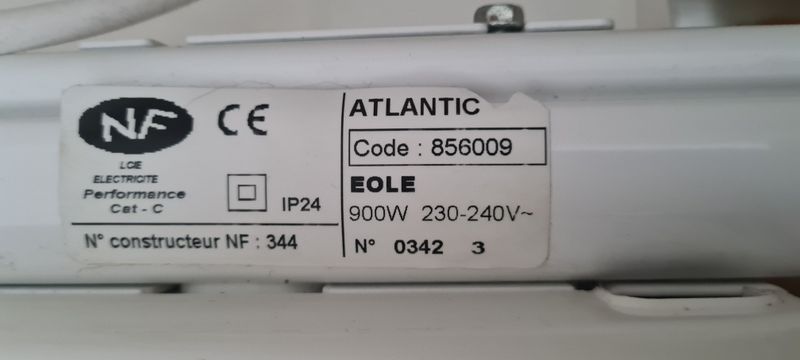 NF
CE
LCIE
ELECTRICITE
Performance
Cat - C
IP24
N° constructeur NF : 344
ATLANTIC
Code : 856009
EOLE
900W 230-240V~
N° 0342 3